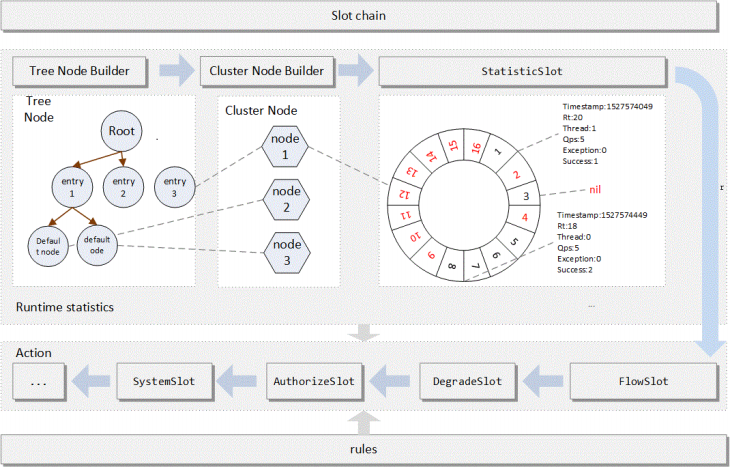 Slot chain
Tree Node Builder
Cluster Node Builder
StatisticSlot
Tree
Node
Root
entry
1
entry
2
entry
3
Defaul
t node
default
ode
Cluster Node
node
1
node
2
node
3
1
2
3
4
5
6
7
8
9
10
11
12
13
14
15
16
Timestamp:1527574049
Rt:20
Thread:1
Qps:5
Exception:0
Success:1
nil
r
Timestamp:1527574449
Rt:18
Thread:0
Qps:5
Exception:0
Success:2
...
Runtime statistics
Action
...
SystemSlot
AuthorizeSlot
DegradeSlot
FlowSlot
rules